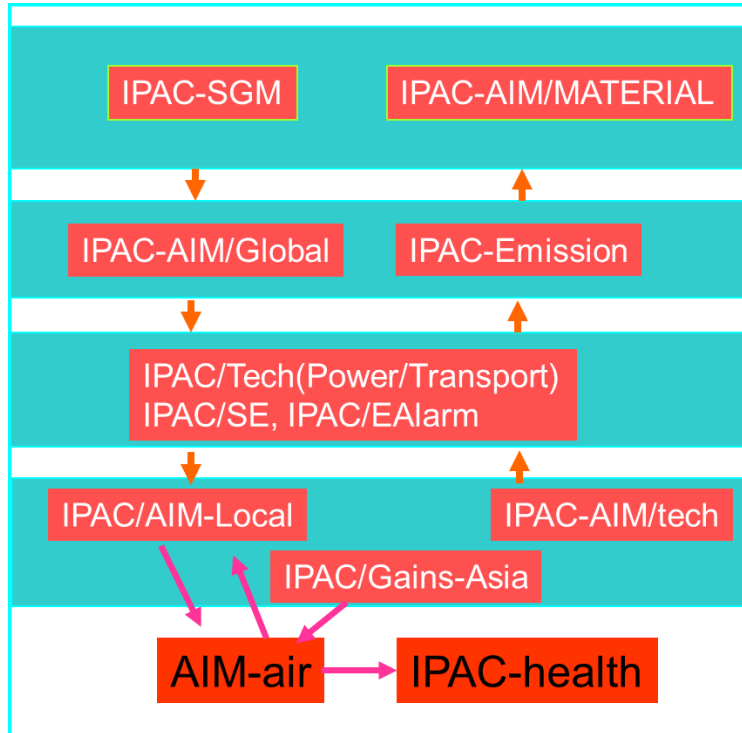 IPAC-SGM
IPAC-AIM/MATERIAL
IPAC-AIM/Global
IPAC-Emission
IPAC/Tech(Power/Transport)
IPAC/SE, IPAC/EAlarm
IPAC/AIM-Local
IPAC-AIM/tech
IPAC/Gains-Asia
AIM-air
IPAC-health